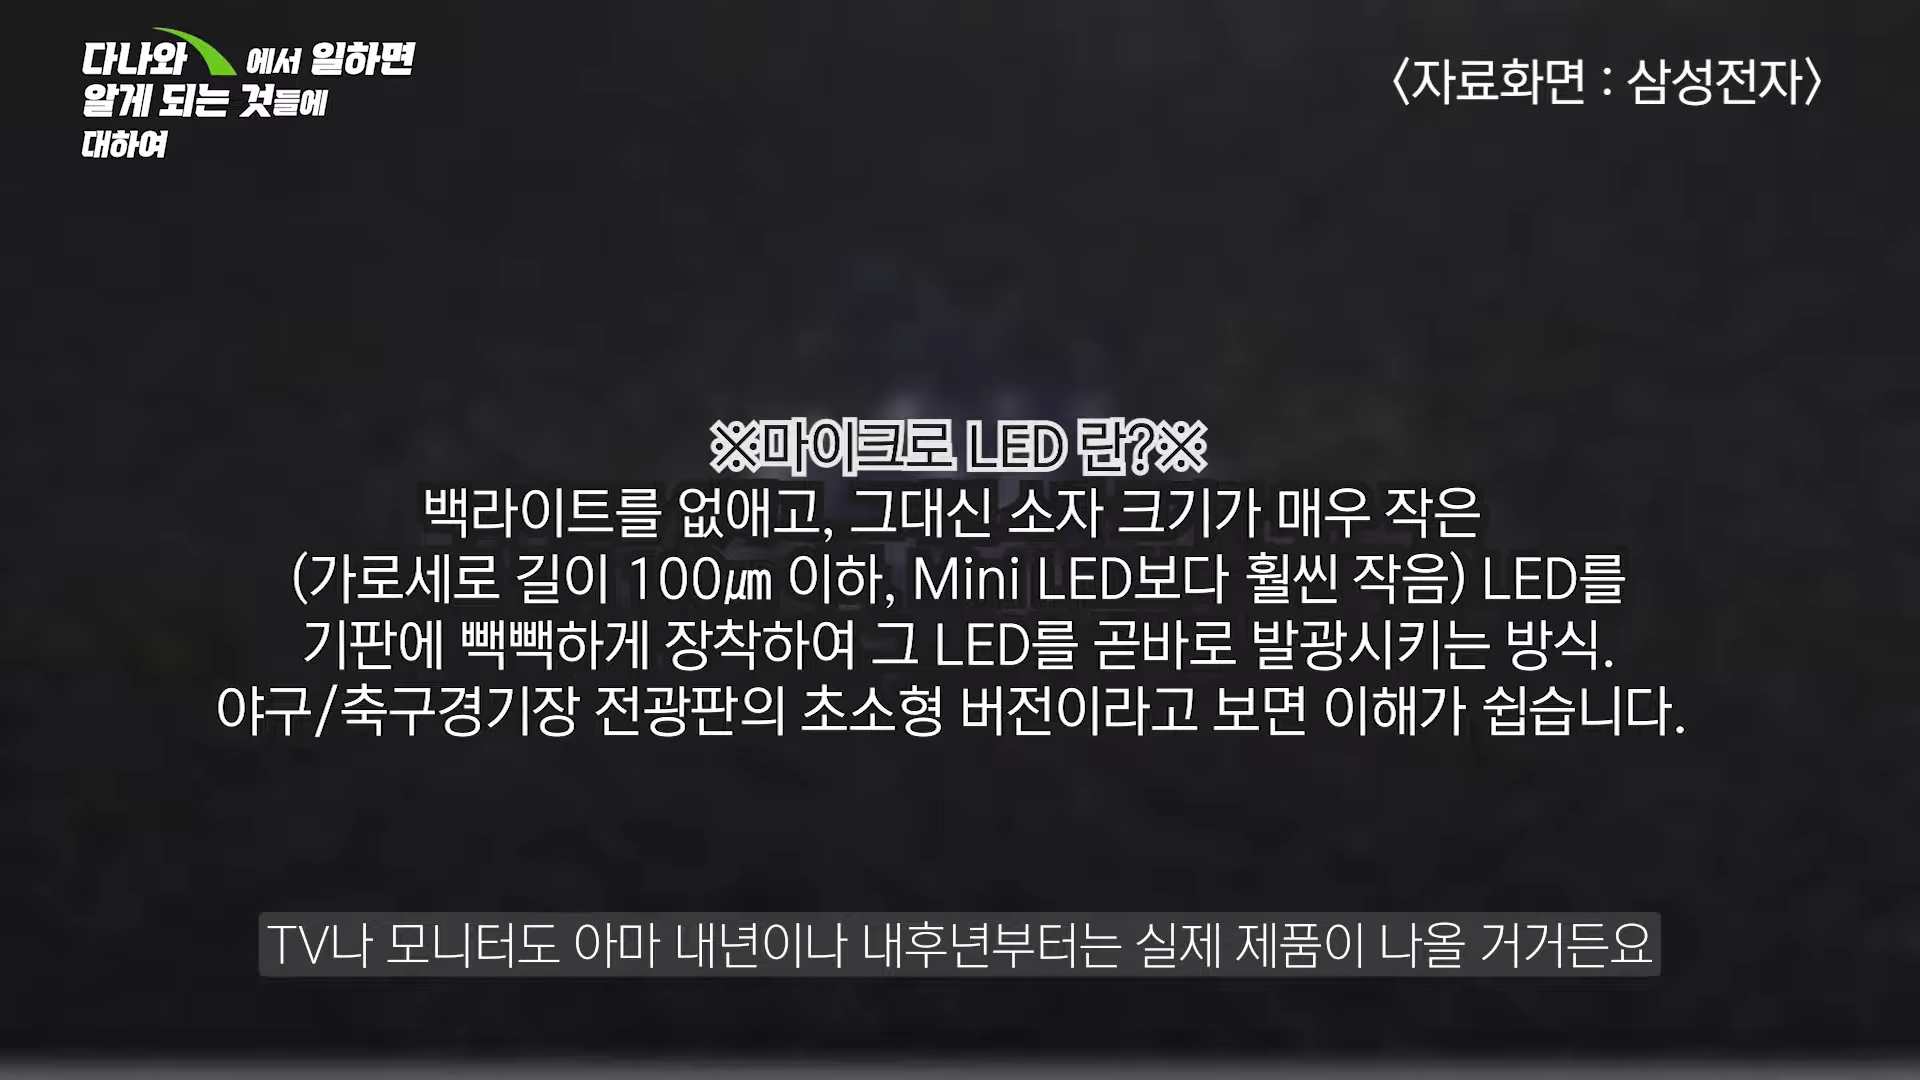 다나와에서 일하면
알게 되는 것들에
대하여
〈자료화면 : 삼성전자〉
※마이크로 LED 란?※
백라이트를 없애고, 그대신 소자 크기가 매우 작은
(가로세로 길이 100㎛ 이하, Mini LED보다 훨씬 작음) LED를
기판에 빽빽하게 장착하여 그 LED를 곧바로 발광시키는 방식.
야구/축구경기장 전광판의 초소형 버전이라고 보면 이해가 쉽습니다.
TV나 모니터도 아마 내년이나 내후년부터는 실제 제품이 나올 거거든요